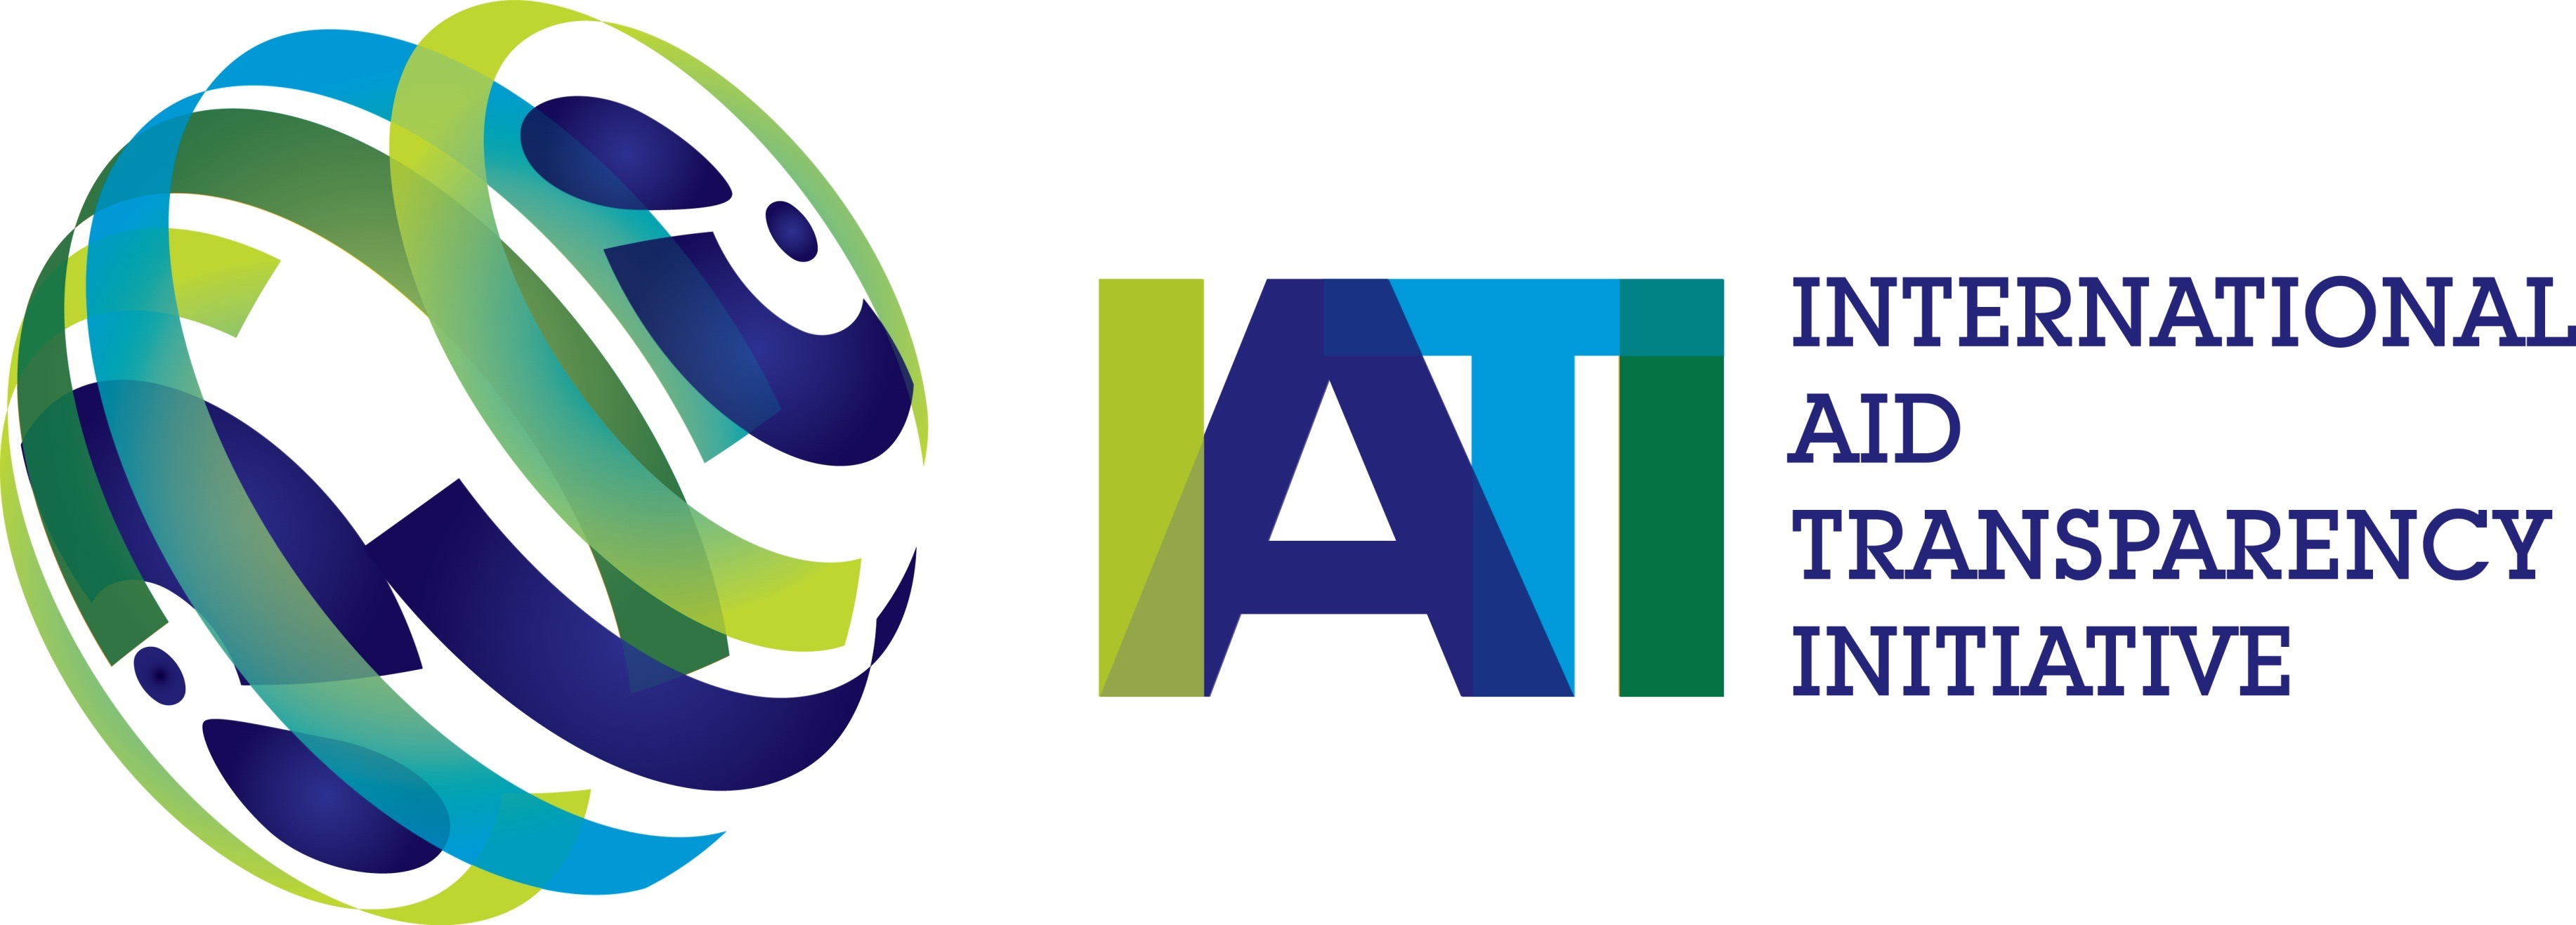 IATI
INTERNATIONAL
AID
TRANSPARENCY
INITIATIVE